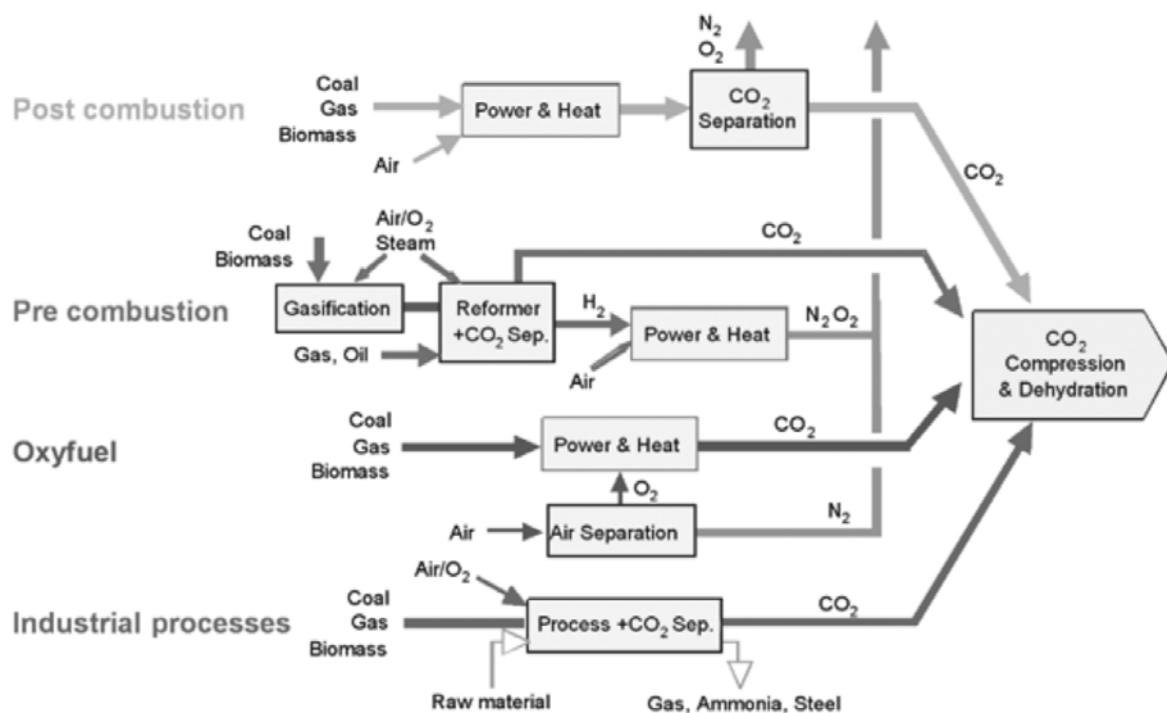 N₂
O₂
Post combustion
Coal
Gas
Biomass
Air
Power & Heat
CO₂
Separation
CO₂
Pre combustion
Coal
Biomass
Air/O₂
Steam
Gasification
Gas, Oil
Reformer
+CO₂ Sep.
CO₂
H₂
Air
Power & Heat
N₂ O₂
CO₂
Compression
& Dehydration
Oxyfuel
Coal
Gas
Biomass
Power & Heat
CO₂
O₂
Air
Air Separation
N₂
Industrial processes
Air/O₂
Coal
Gas
Biomass
Process +CO₂ Sep.
CO₂
Raw material
Gas, Ammonia, Steel